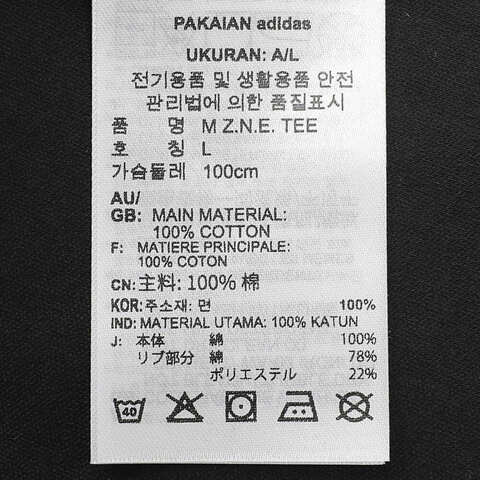 PAKAIAN adidas
UKURAN: A/L
전기용품 및 생활용품 안전
관리법에 의한 품질표시
품 명 M Z.N.E. TEE
호 칭 L
가슴둘레 100cm
AU/
GB: MAIN MATERIAL:
100% COTTON
F: MATIERE PRINCIPALE:
100% COTON
CN: 主料: 100% 棉
KOR: 주소재: 면 100%
IND: MATERIAL UTAMA: 100% KATUN
J: 本体 綿 100%
リブ部分 綿 78%
ポリエステル 22%
40